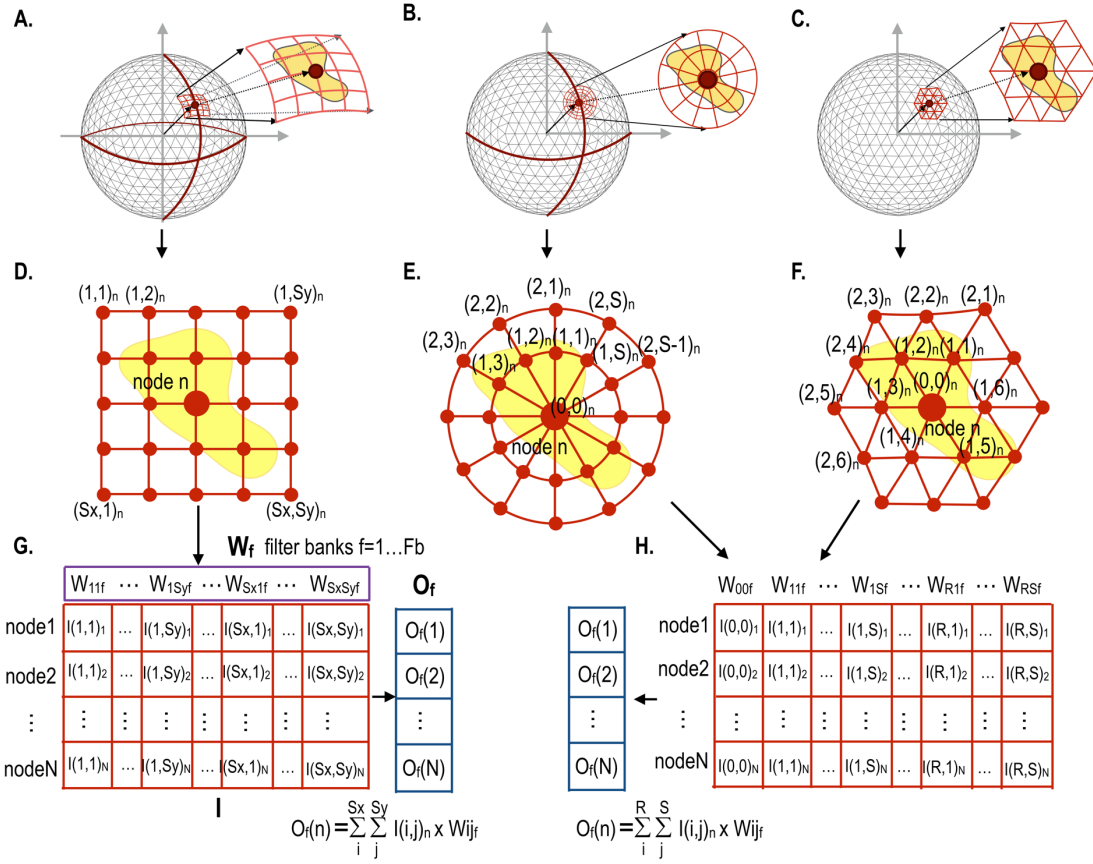 A.
B.
C.
D.
E.
F.
(1,1)n (1,2)n (1,Sy)n
node n
(Sx,1)n (Sx,Sy)n
(2,1)n
(2,2)n (2,S)n
(2,3)n (1,2)n (1,1)n (2,S-1)n
(1,3)n (1,S)n
(0,0)n
node n
(2,3)n (2,2)n (2,1)n
(2,4)n (1,2)n (1,1)n
(2,5)n (1,3)n (0,0)n (1,6)n
node n
(2,6)n (1,4)n (1,5)n
G.
Wf filter banks f=1...Fb
H.
W11f ... W1Syf ... WSx1f ... WSxSyf
Of
node1 I(1,1)1 ... I(1,Sy)1 ... I(Sx,1)1 ... I(Sx,Sy)1 Of(1)
node2 I(1,1)2 ... I(1,Sy)2 ... I(Sx,1)2 ... I(Sx,Sy)2 Of(2)
⋮ ⋮ ⋮ ⋮ ⋮ ⋮ ⋮ ⋮ ⋮
nodeN I(1,1)N ... I(1,Sy)N ... I(Sx,1)N ... I(Sx,Sy)N Of(N)
I
Of(n) = Sx∑i Sy∑j I(i,j)n x Wijf
W00f W11f ... W1Sf ... WR1f ... WRSf
Of(1) node1 I(0,0)1 I(1,1)1 ... I(1,S)1 ... I(R,1)1 ... I(R,S)1
Of(2) node2 I(0,0)2 I(1,1)2 ... I(1,S)2 ... I(R,1)2 ... I(R,S)2
⋮ ⋮ ⋮ ⋮ ⋮ ⋮ ⋮ ⋮ ⋮ ⋮
Of(N) nodeN I(0,0)N I(1,1)N ... I(1,S)N ... I(R,1)N ... I(R,S)N
Of(n) = R∑i S∑j I(i,j)n x Wijf